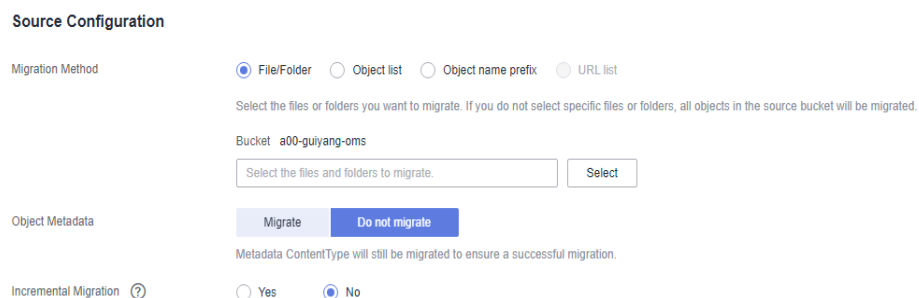 Source Configuration
Migration Method File/Folder Object list Object name prefix URL list
Select the files or folders you want to migrate. If you do not select specific files or folders, all objects in the source bucket will be migrated.
Bucket a00-guiyang-oms
Select the files and folders to migrate. Select
Object Metadata Migrate Do not migrate
Metadata ContentType will still be migrated to ensure a successful migration.
Incremental Migration ? Yes No